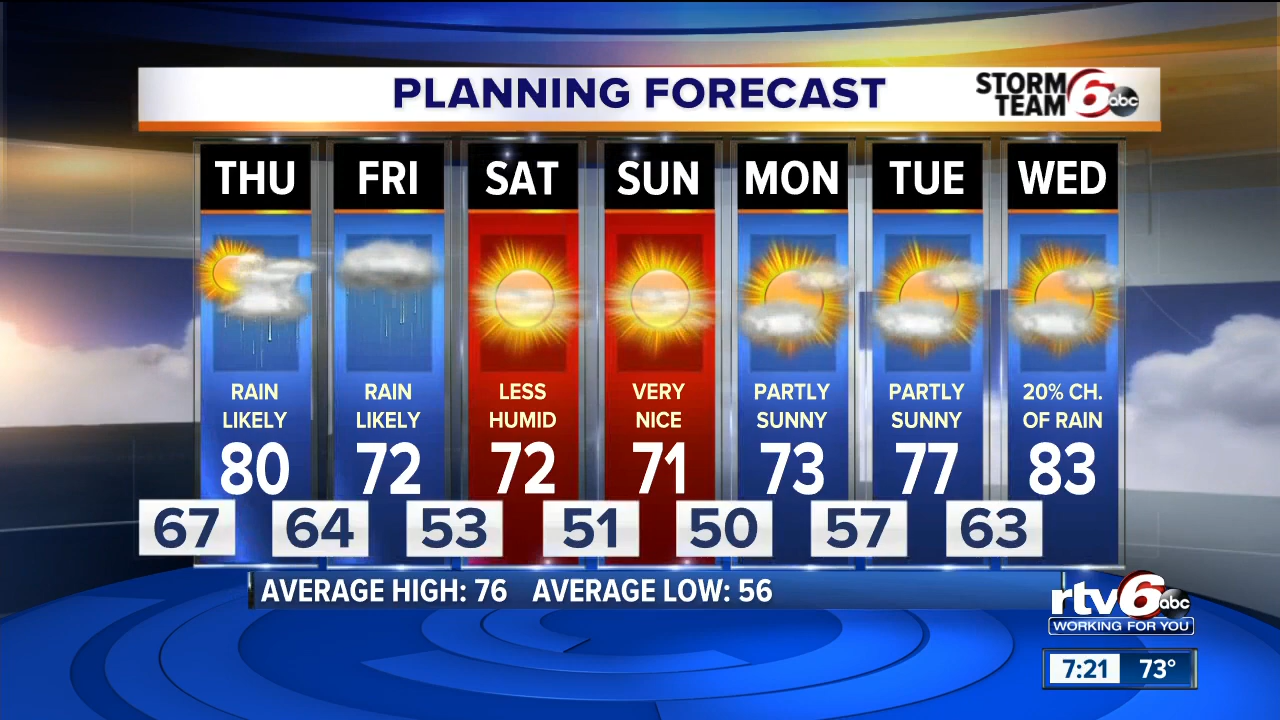 PLANNING FORECAST
STORM
TEAM 6 abc
THU FRI SAT SUN MON TUE WED
RAIN LIKELY
RAIN LIKELY
LESS HUMID
VERY NICE
PARTLY SUNNY
PARTLY SUNNY
20% CH. OF RAIN
80 72 72 71 73 77 83
67 64 53 51 50 57 63
AVERAGE HIGH: 76 AVERAGE LOW: 56
rtv6 abc
WORKING FOR YOU
7:21 73°